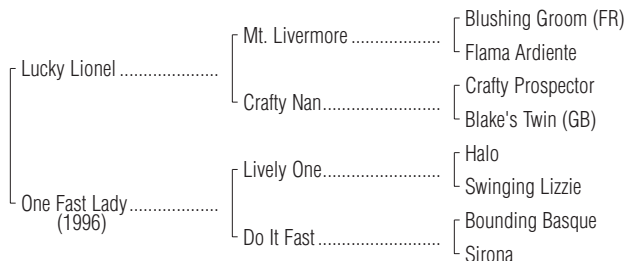 Blushing Groom (FR)
Mt. Livermore ....................
Flama Ardiente
Lucky Lionel ......................
Crafty Prospector
Crafty Nan..........................
Blake's Twin (GB)
Halo
Lively One..........................
Swinging Lizzie
One Fast Lady ....................
(1996)
Bounding Basque
Do It Fast ...........................
Sirona